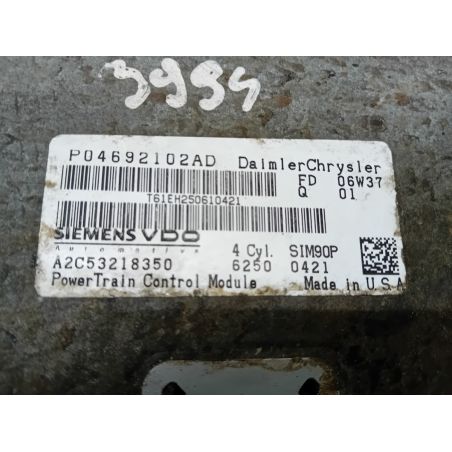 3994
P04692102AD DaimlerChrysler
FD 06W37
Q 01
T61EH250610421
SIEMENS VDO
Automotive
4 Cyl. SIM90P
A2C53218350 6250 0421
PowerTrain Control Module Made in U.S.A